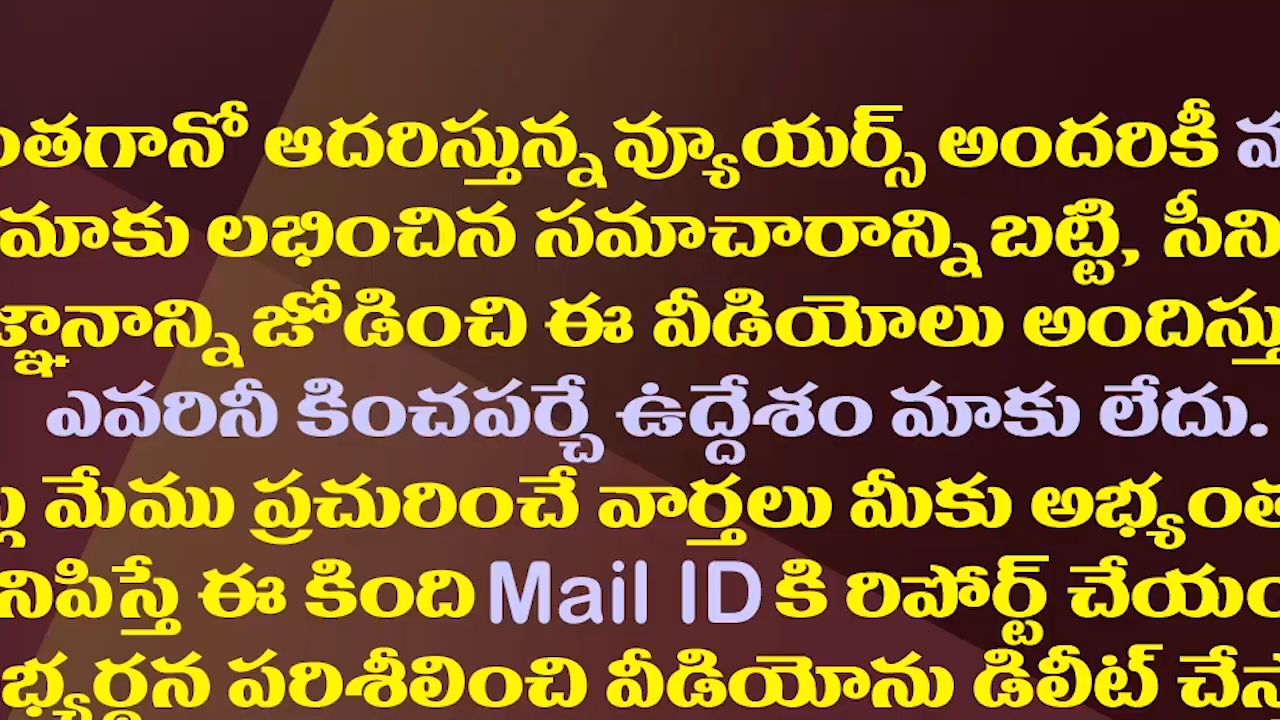 ంతగానో ఆదరిస్తున్న వ్యూయర్స్ అందరికీ
మాకు లభించిన సమాచారాన్ని బట్టి, సీని
జ్ఞానాన్ని జోడించి ఈ వీడియోలు అందిస్తు
ఎవరినీ కించపర్చే ఉద్దేశం మాకు లేదు.
మేము ప్రచురించే వార్తలు మీకు అభ్యంత
నిపిస్తే ఈ కింది Mail ID కి రిపోర్ట్ చేయం
భ్యర్థన పరిశీలించి వీడియోను డిలీట్ చేస